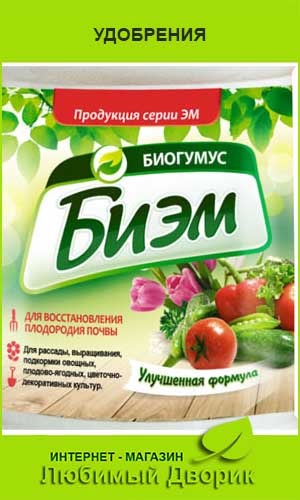 УДОБРЕНИЯ
Продукция серии ЭМ
БИОГУМУС
БИЭМ
ДЛЯ ВОССТАНОВЛЕНИЯ
ПЛОДОРОДИЯ ПОЧВЫ
Для рассады, выращивания,
подкормки овощных,
плодово-ягодных, цветочно-
декоративных культур.
Улучшенная формула
ИНТЕРНЕТ - МАГАЗИН
Любимый Дворик